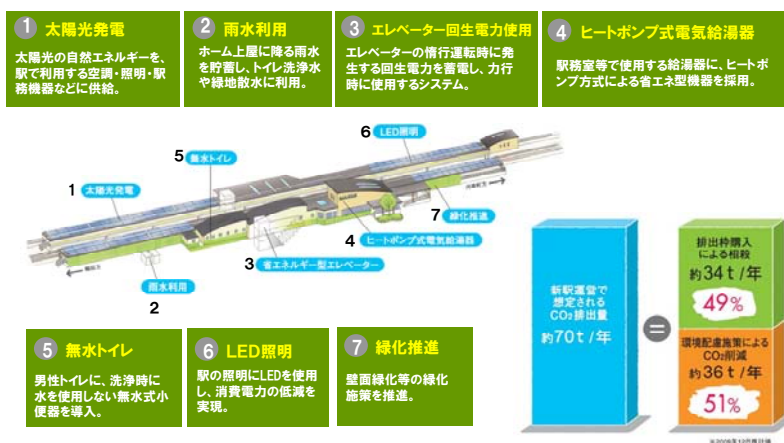 1 太陽光発電
太陽光の自然エネルギーを、
駅で利用する空調・照明・駅
務機器などに供給。
2 雨水利用
ホーム上屋に降る雨水
を貯蓄し、トイレ洗浄水
や緑地散水に利用。
3 エレベーター回生電力使用
エレベーターの惰行運転時に発
生する回生電力を蓄電し、力行
時に使用するシステム。
4 ヒートポンプ式電気給湯器
駅務室等で使用する給湯器に、ヒートポ
ンプ方式による省エネ型機器を採用。
6 LED照明
5 無水トイレ
1 太陽光発電
7 緑化推進
4 ヒートポンプ式電気給湯器
3 省エネルギー型エレベーター
雨水利用
2
5 無水トイレ
男性トイレに、洗浄時に
水を使用しない無水式小
便器を導入。
6 LED照明
駅の照明にLEDを使用
し、消費電力の低減を
実現。
7 緑化推進
壁面緑化等の緑化
施策を推進。
新駅運営で
想定される
CO₂排出量
約70t/年
=
排出枠購入
による相殺
約34t/年
49%
環境配慮施策による
CO₂削減
約36t/年
51%